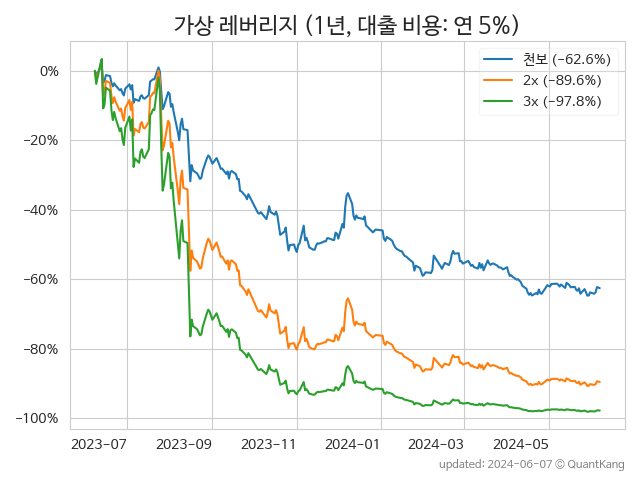 가상 레버리지 (1년, 대출 비용: 연 5%)
천보 (−62.6%)
2x (−89.6%)
3x (−97.8%)
0%
−20%
−40%
−60%
−80%
−100%
2023-07 2023-09 2023-11 2024-01 2024-03 2024-05
updated: 2024-06-07 © QuantKang